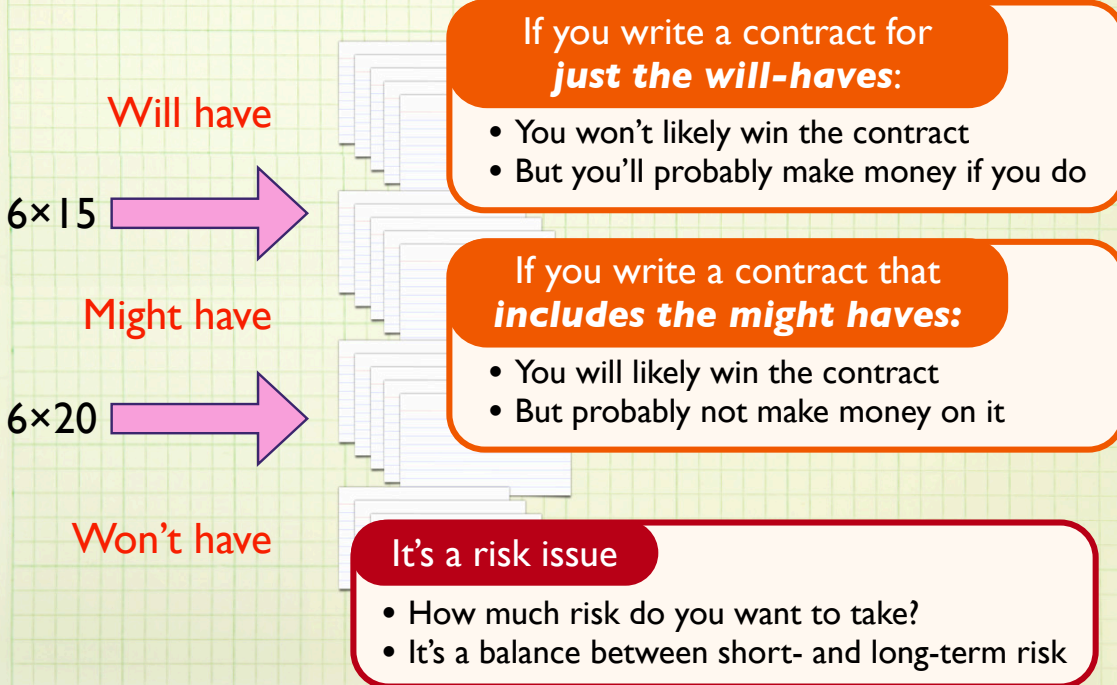 Will have
6×15
Might have
6×20
Won't have
If you write a contract for
just the will-haves:
• You won't likely win the contract
• But you'll probably make money if you do
If you write a contract that
includes the might haves:
• You will likely win the contract
• But probably not make money on it
It's a risk issue
• How much risk do you want to take?
• It's a balance between short- and long-term risk